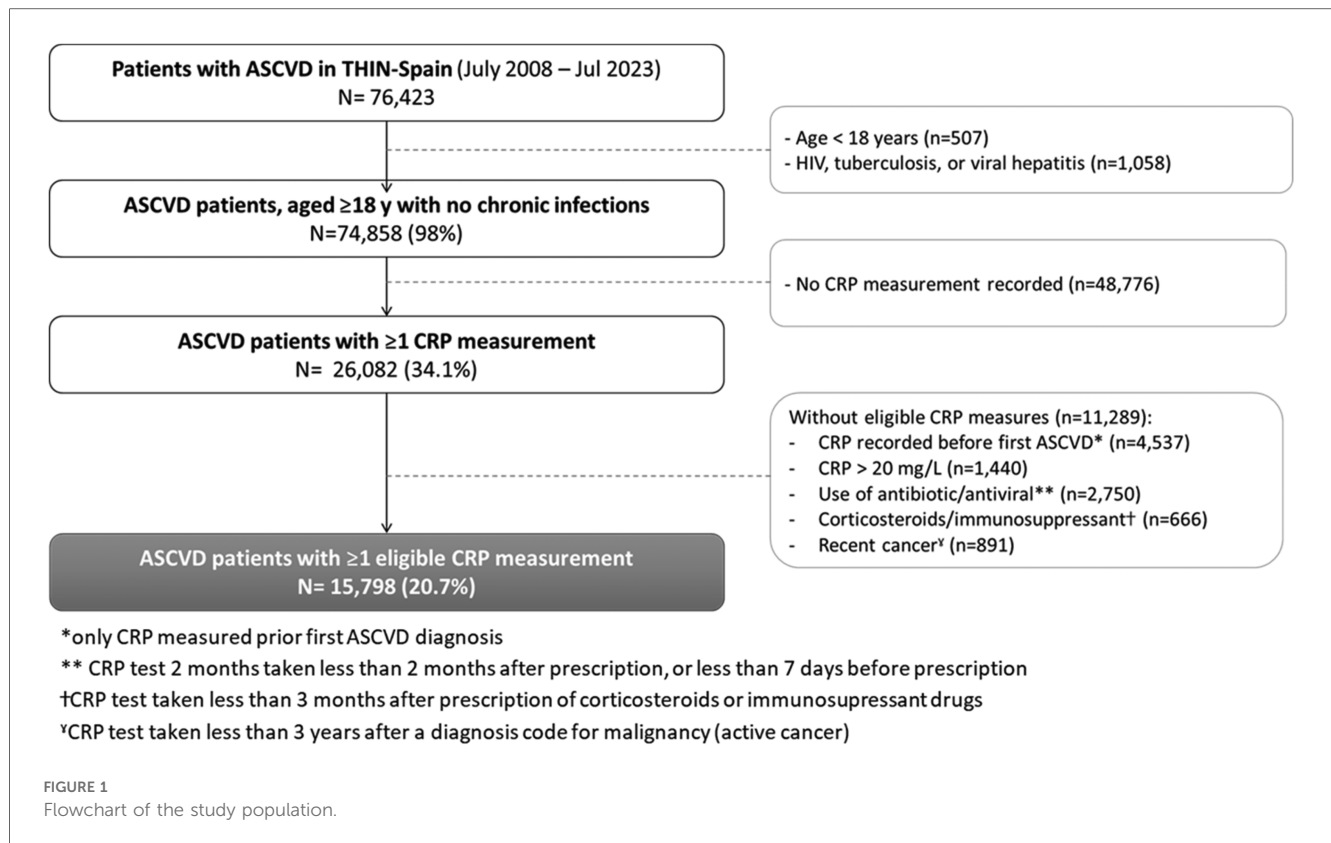 Patients with ASCVD in THIN-Spain (July 2008 – Jul 2023)
N= 76,423
- Age < 18 years (n=507)
- HIV, tuberculosis, or viral hepatitis (n=1,058)
ASCVD patients, aged ≥18 y with no chronic infections
N=74,858 (98%)
- No CRP measurement recorded (n=48,776)
ASCVD patients with ≥1 CRP measurement
N= 26,082 (34.1%)
Without eligible CRP measures (n=11,289):
- CRP recorded before first ASCVD* (n=4,537)
- CRP > 20 mg/L (n=1,440)
- Use of antibiotic/antiviral** (n=2,750)
- Corticosteroids/immunosuppressant† (n=666)
- Recent cancer¥ (n=891)
ASCVD patients with ≥1 eligible CRP measurement
N= 15,798 (20.7%)
*only CRP measured prior first ASCVD diagnosis
** CRP test 2 months taken less than 2 months after prescription, or less than 7 days before prescription
†CRP test taken less than 3 months after prescription of corticosteroids or immunosupressant drugs
¥CRP test taken less than 3 years after a diagnosis code for malignancy (active cancer)
FIGURE 1
Flowchart of the study population.